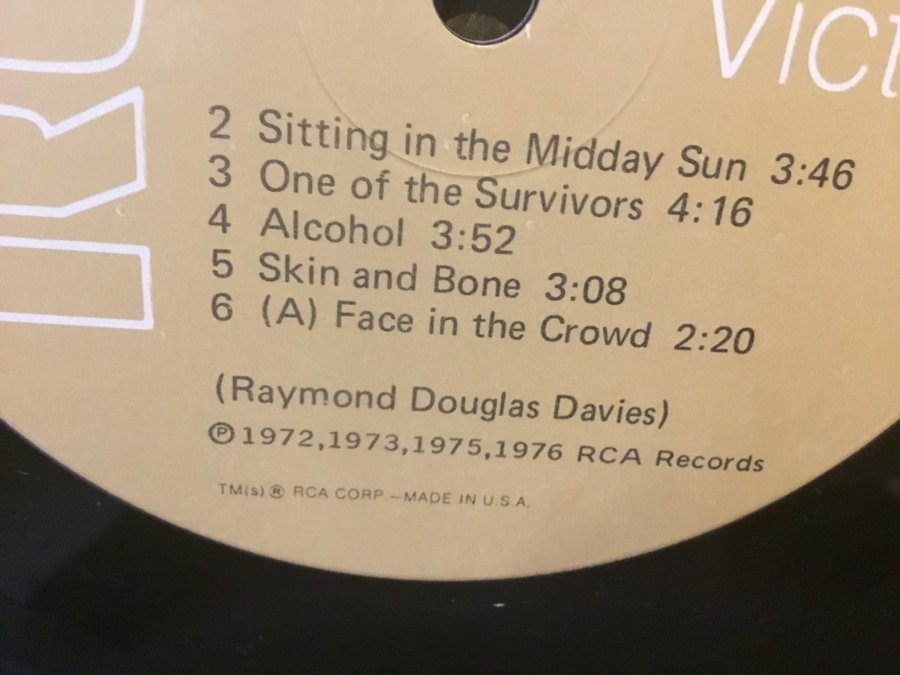 RC
VICT
2 Sitting in the Midday Sun 3:46
3 One of the Survivors 4:16
4 Alcohol 3:52
5 Skin and Bone 3:08
6 (A) Face in the Crowd 2:20
(Raymond Douglas Davies)
℗ 1972,1973,1975,1976 RCA Records
TM(s) ® RCA CORP.—MADE IN U.S.A.